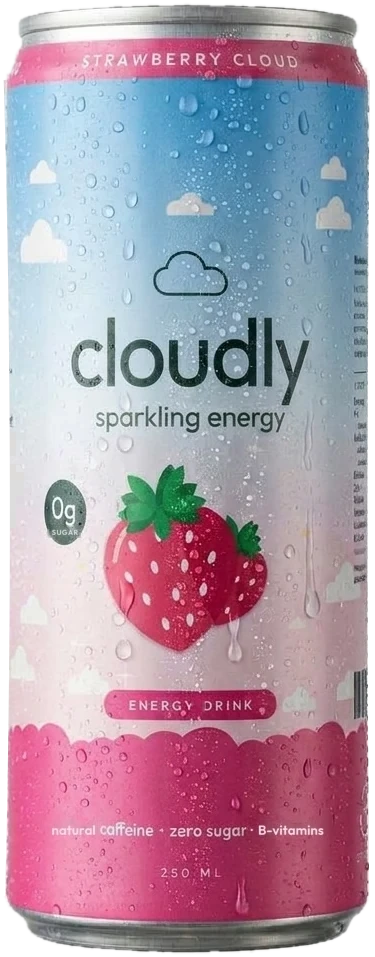 STRAWBERRY CLOUD
cloudly
sparkling energy
0g
SUGAR
ENERGY DRINK
natural caffeine · zero sugar · B-vitamins
250 ML